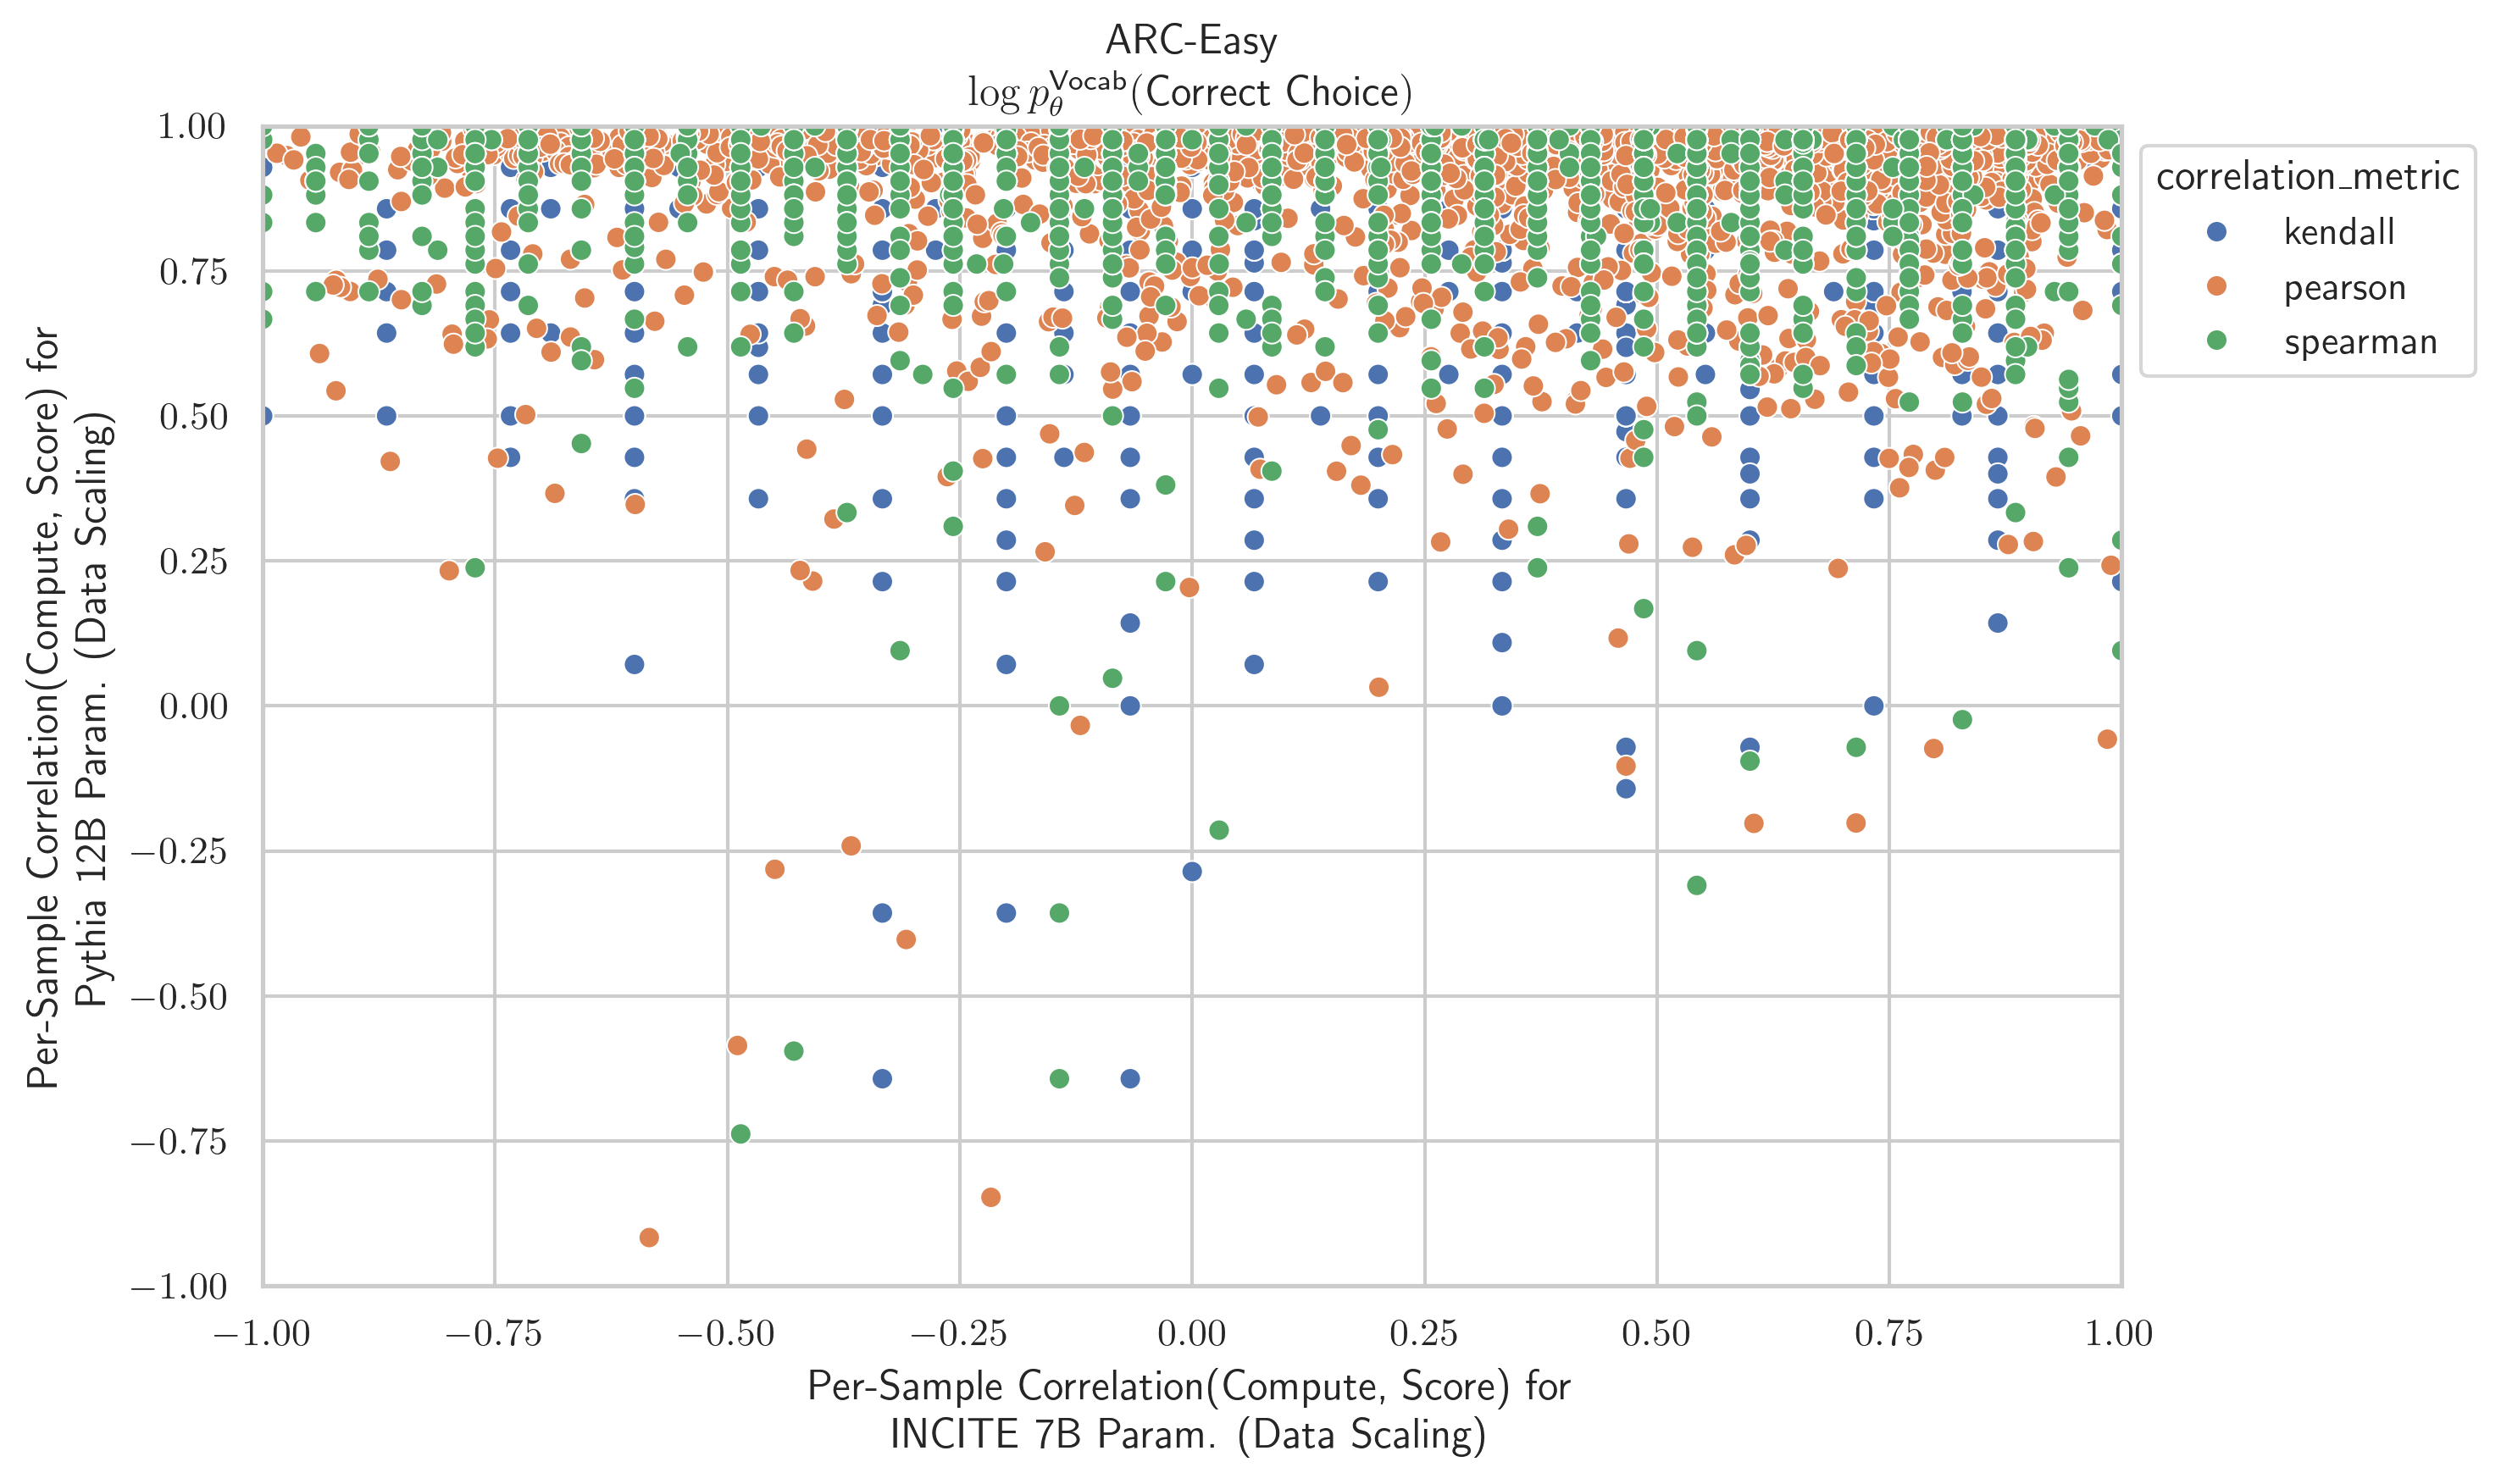 ARC-Easy
log p_θ^Vocab(Correct Choice)
Per-Sample Correlation(Compute, Score) for
Pythia 12B Param. (Data Scaling)
1.00
0.75
0.50
0.25
0.00
−0.25
−0.50
−0.75
−1.00
−1.00 −0.75 −0.50 −0.25 0.00 0.25 0.50 0.75 1.00
Per-Sample Correlation(Compute, Score) for
INCITE 7B Param. (Data Scaling)
correlation_metric
kendall
pearson
spearman